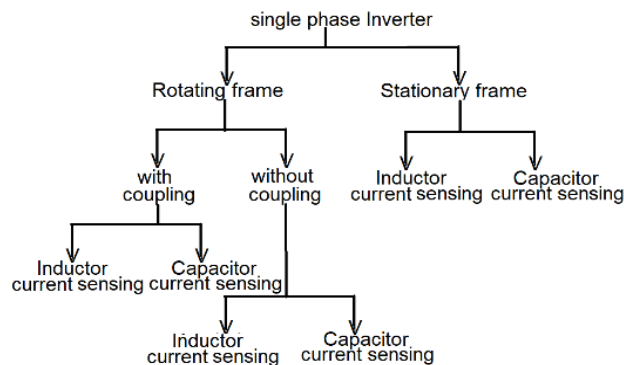 single phase Inverter
Rotating frame
Stationary frame
with
coupling
without
coupling
Inductor
current sensing
Capacitor
current sensing
Inductor
current sensing
Capacitor
current sensing
Inductor
current sensing
Capacitor
current sensing